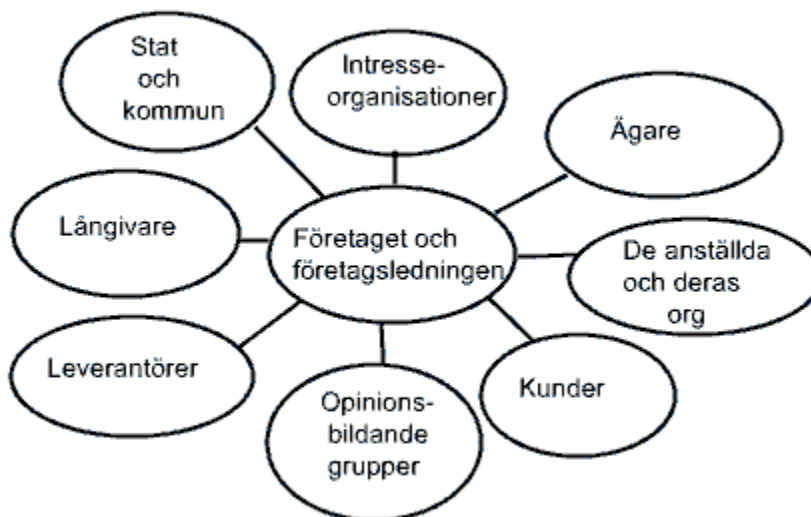 Stat
och
kommun
Intresse-
organisationer
Ägare
Långivare
Företaget och
företagsledningen
De anställda
och deras
org
Leverantörer
Opinions-
bildande
grupper
Kunder